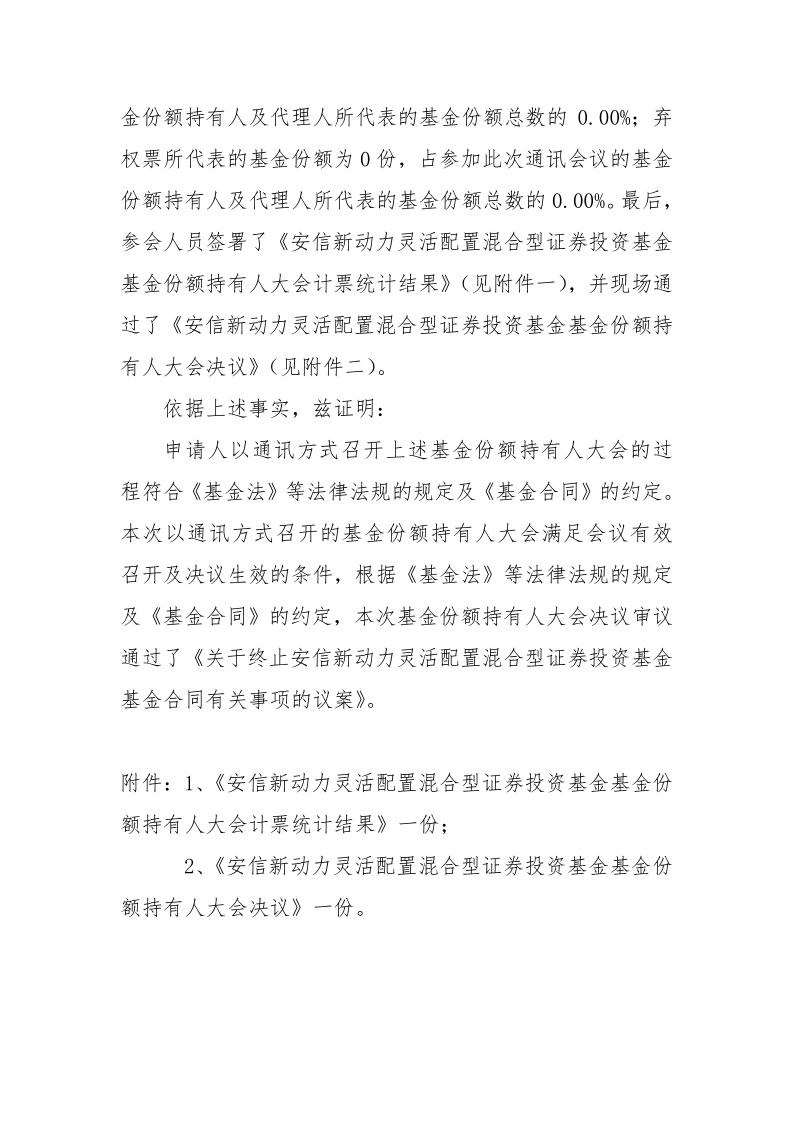 金份额持有人及代理人所代表的基金份额总数的 0.00%；弃
权票所代表的基金份额为0份，占参加此次通讯会议的基金
份额持有人及代理人所代表的基金份额总数的0.00%。最后，
参会人员签署了《安信新动力灵活配置混合型证券投资基金
基金份额持有人大会计票统计结果》（见附件一），并现场通
过了《安信新动力灵活配置混合型证券投资基金基金份额持
有人大会决议》（见附件二）。
依据上述事实，兹证明：
申请人以通讯方式召开上述基金份额持有人大会的过
程符合《基金法》等法律法规的规定及《基金合同》的约定。
本次以通讯方式召开的基金份额持有人大会满足会议有效
召开及决议生效的条件，根据《基金法》等法律法规的规定
及《基金合同》的约定，本次基金份额持有人大会决议审议
通过了《关于终止安信新动力灵活配置混合型证券投资基金
基金合同有关事项的议案》。
附件：1、《安信新动力灵活配置混合型证券投资基金基金份
额持有人大会计票统计结果》一份；
2、《安信新动力灵活配置混合型证券投资基金基金份
额持有人大会决议》一份。